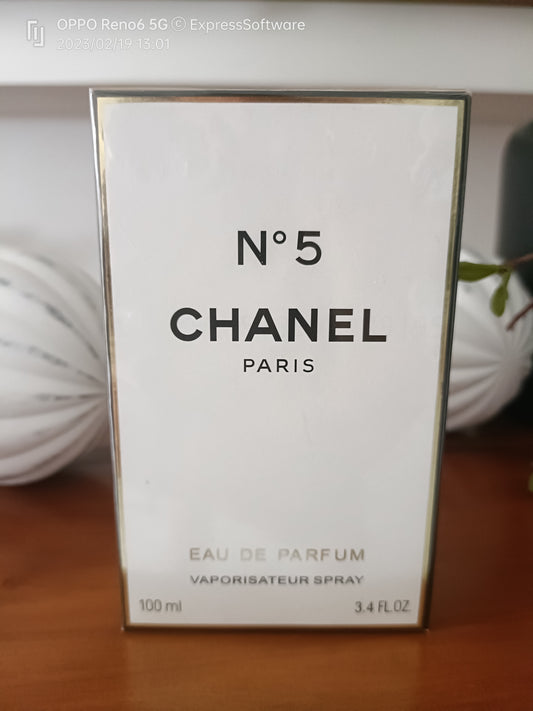 OPPO Reno6 5G © ExpressSoftware
2023/02/19 13:01
N°5
CHANEL
PARIS
EAU DE PARFUM
VAPORISATEUR SPRAY
100 ml 3.4 FL.OZ.